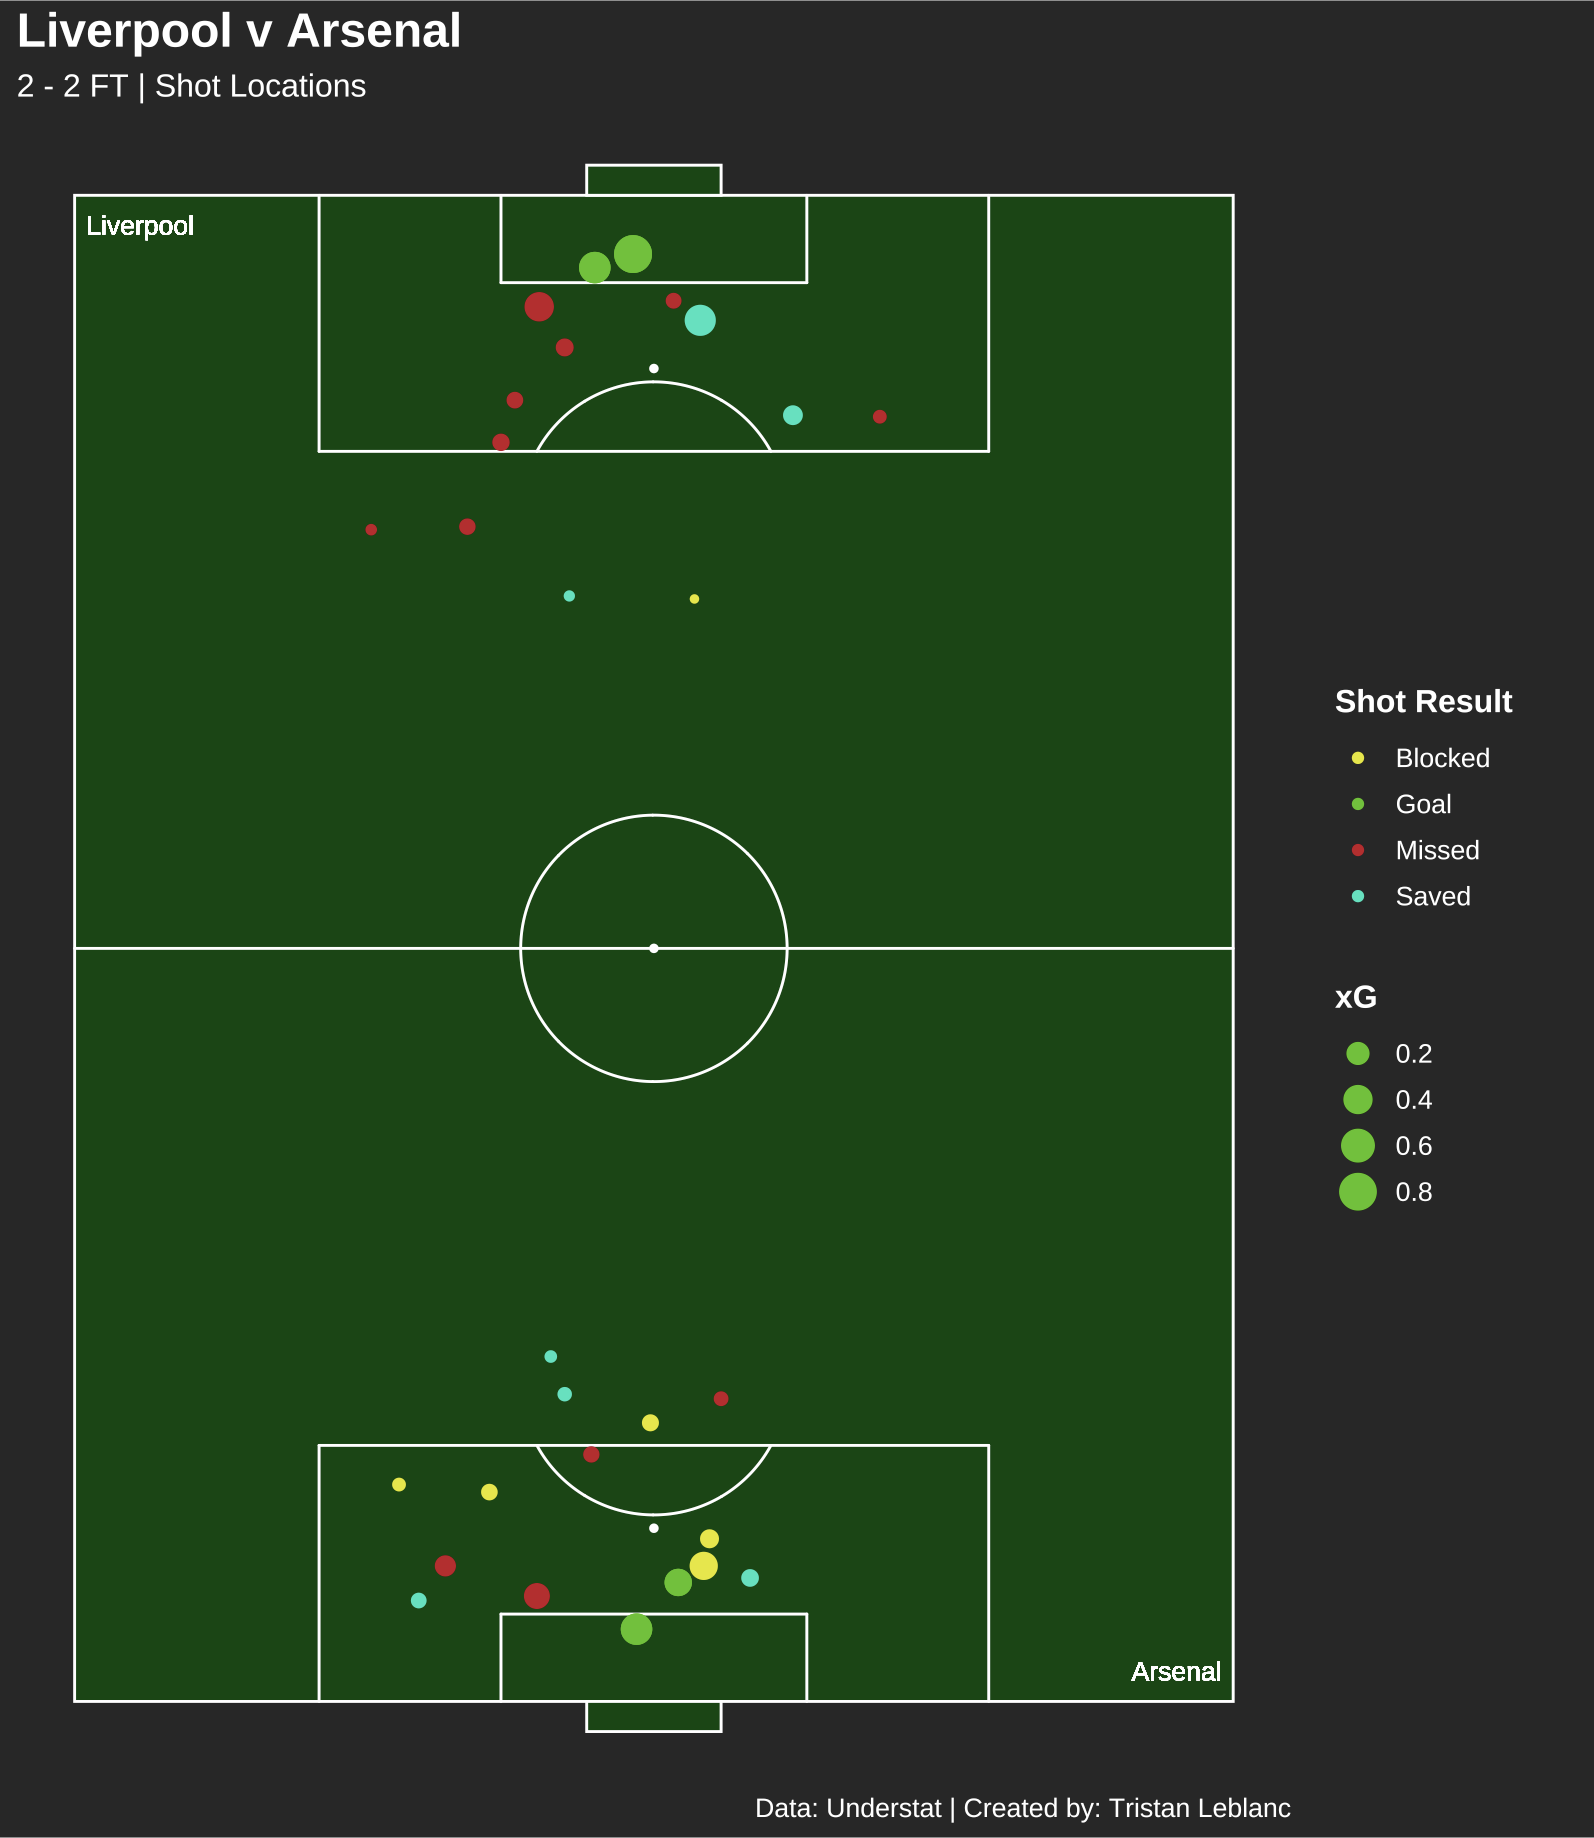 Liverpool v Arsenal
2 - 2 FT | Shot Locations
Liverpool
Shot Result
Blocked
Goal
Missed
Saved
xG
0.2
0.4
0.6
0.8
Arsenal
Data: Understat | Created by: Tristan Leblanc